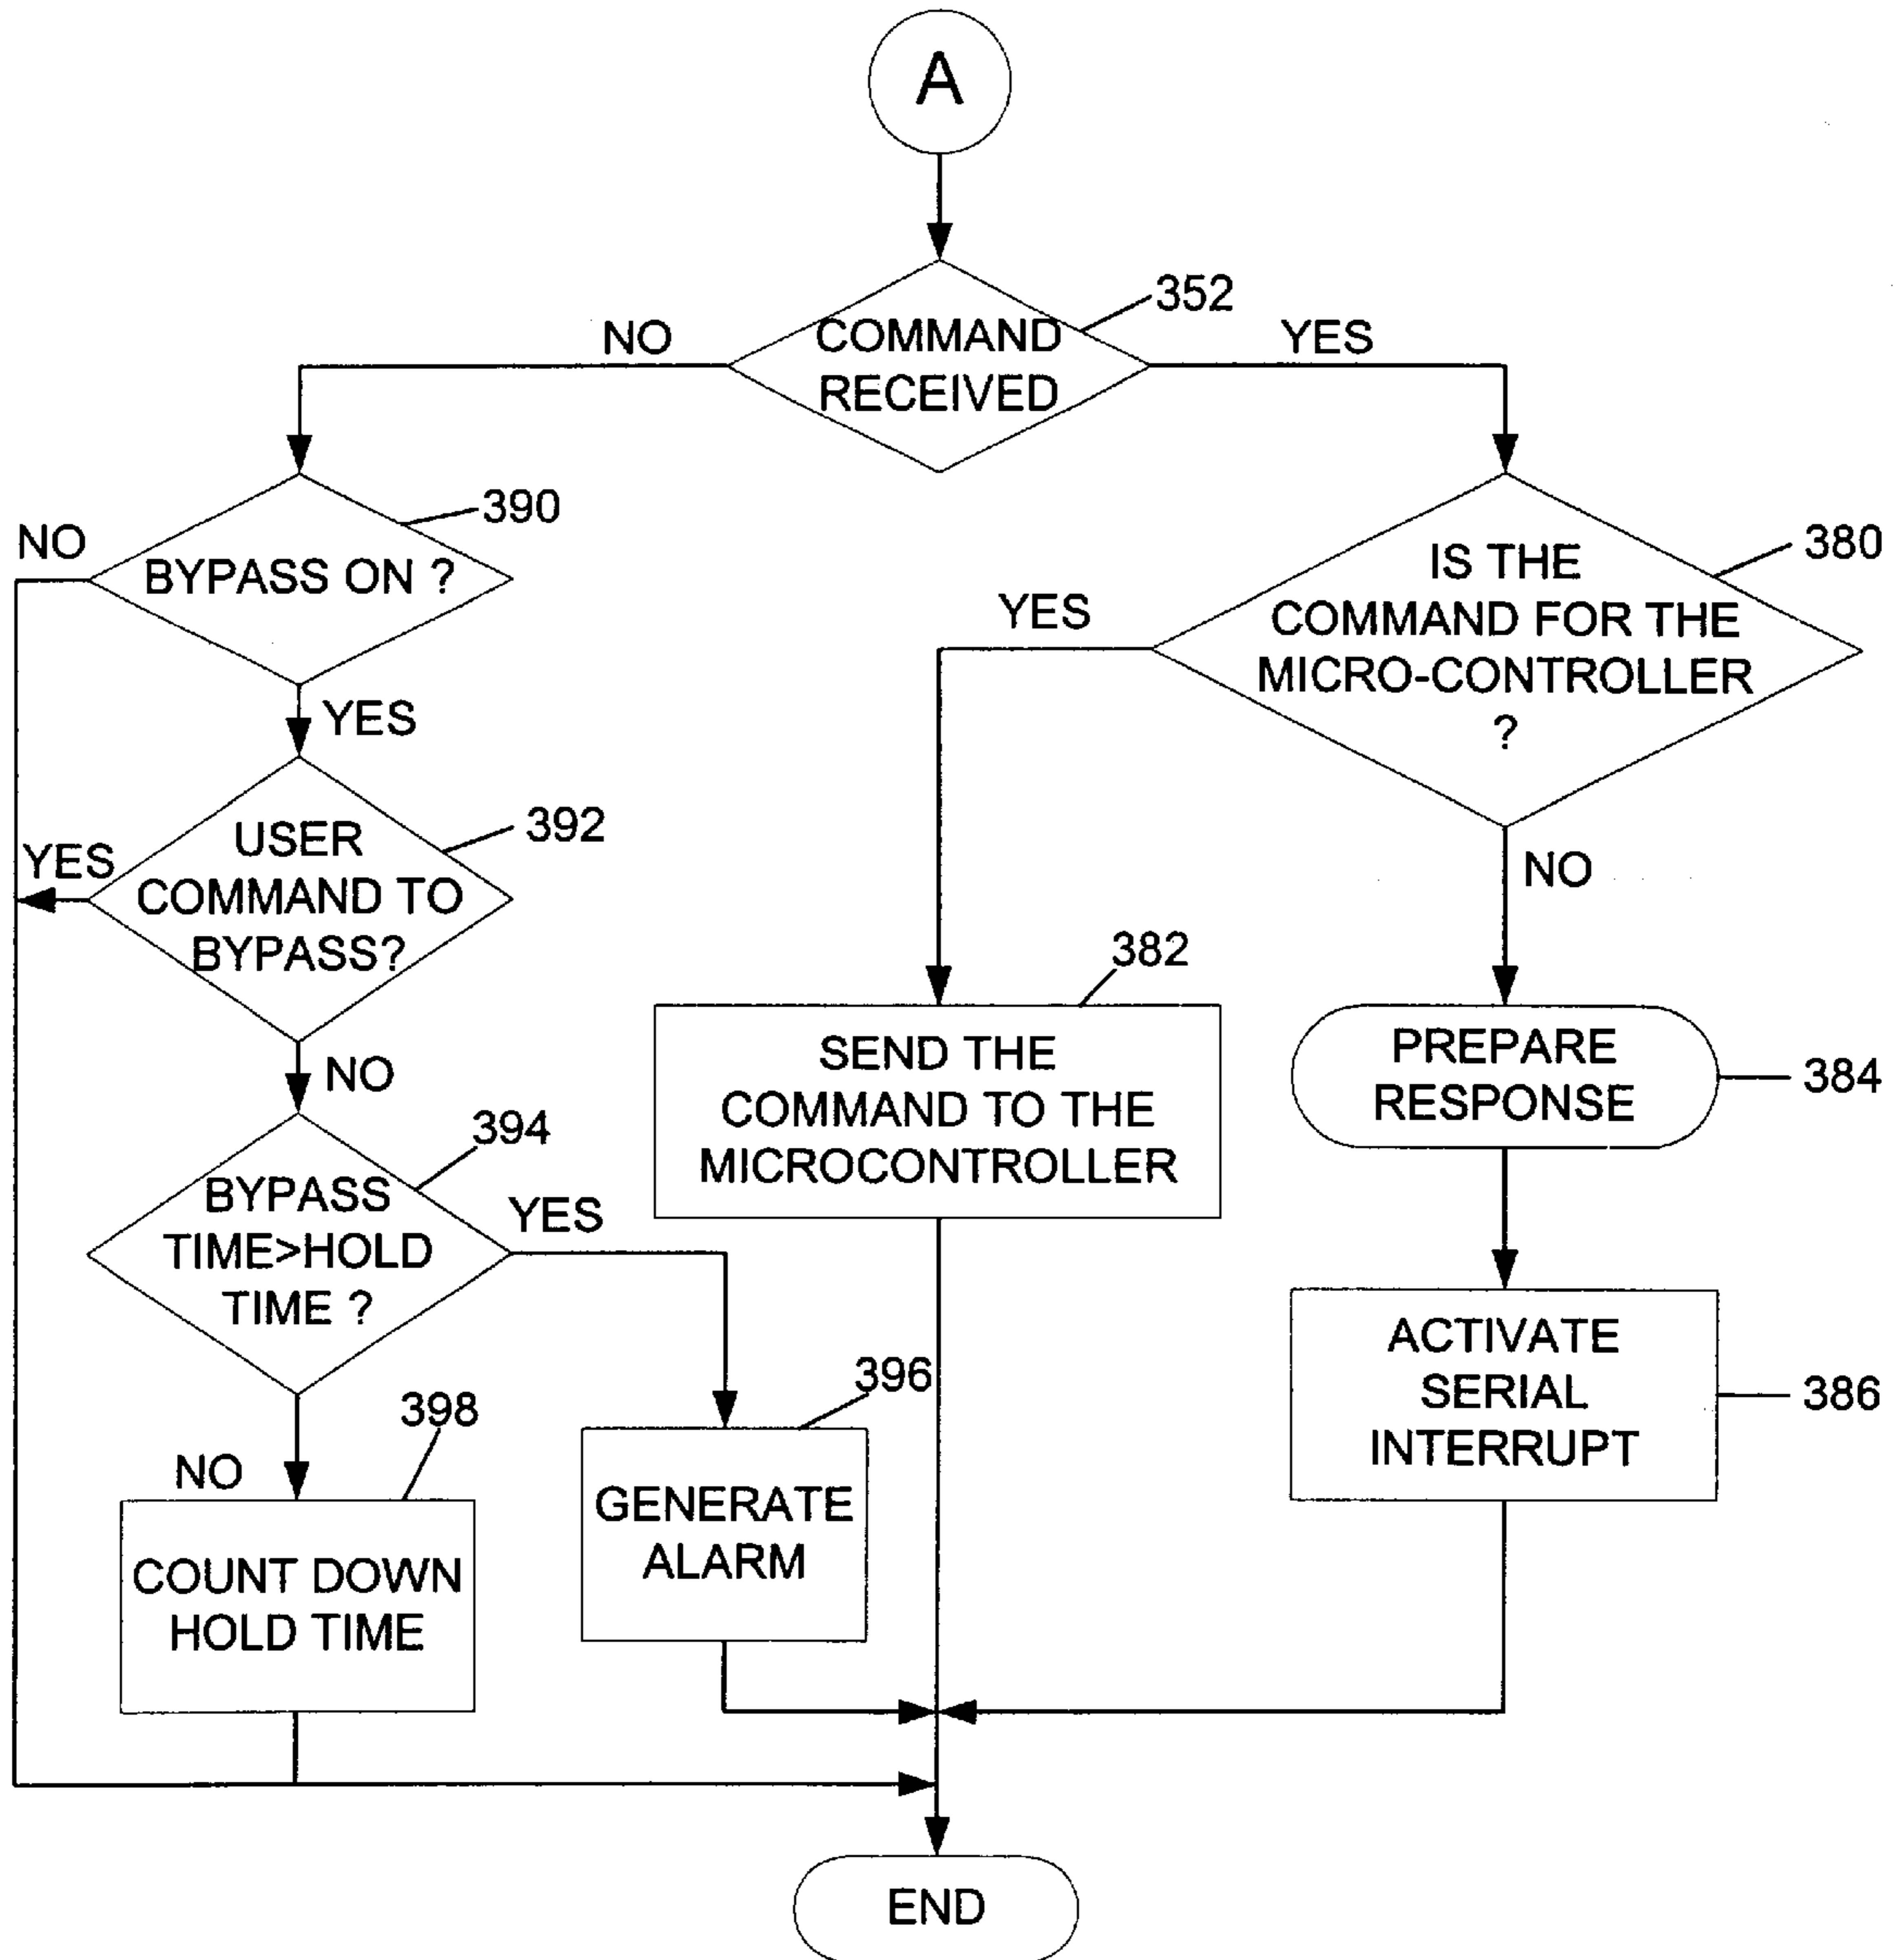 A
352
COMMAND
RECEIVED
NO
YES
390
BYPASS ON ?
NO
YES
380
IS THE
COMMAND FOR THE
MICRO-CONTROLLER
?
YES
NO
392
USER
COMMAND TO
BYPASS?
YES
NO
382
SEND THE
COMMAND TO THE
MICROCONTROLLER
PREPARE
RESPONSE
384
394
BYPASS
TIME>HOLD
TIME ?
YES
NO
396
GENERATE
ALARM
ACTIVATE
SERIAL
INTERRUPT
386
398
COUNT DOWN
HOLD TIME
END